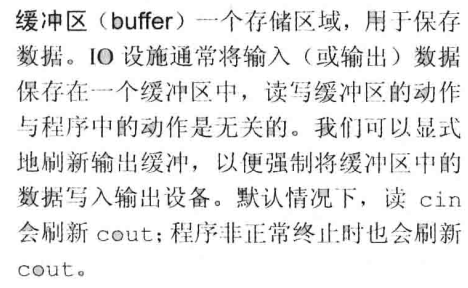 缓冲区（buffer）一个存储区域，用于保存
数据。IO 设施通常将输入（或输出）数据
保存在一个缓冲区中，读写缓冲区的动作
与程序中的动作是无关的。我们可以显式
地刷新输出缓冲，以便强制将缓冲区中的
数据写入输出设备。默认情况下，读 cin
会刷新 cout；程序非正常终止时也会刷新
cout。